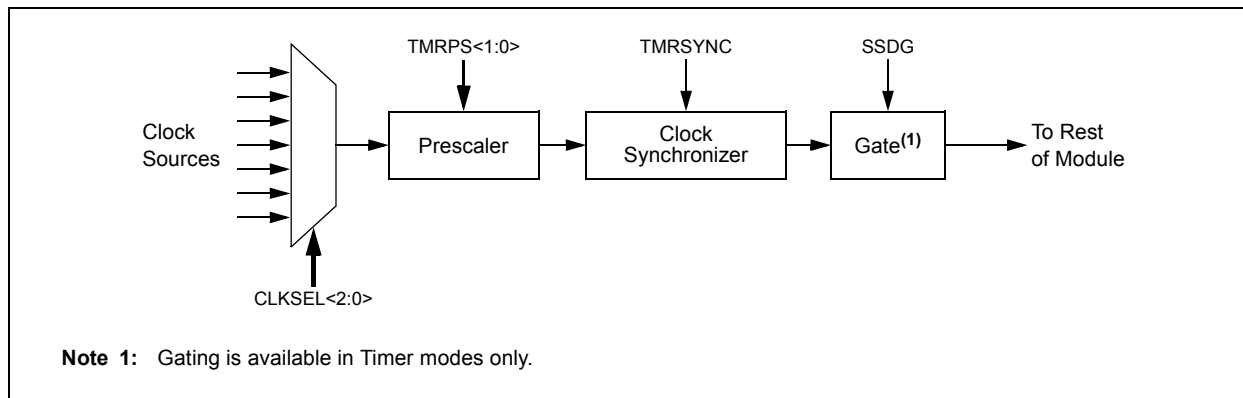 TMRPS<1:0>
TMRSYNC
SSDG
Clock
Sources
Prescaler
Clock
Synchronizer
Gate(1)
To Rest
of Module
CLKSEL<2:0>
Note 1: Gating is available in Timer modes only.